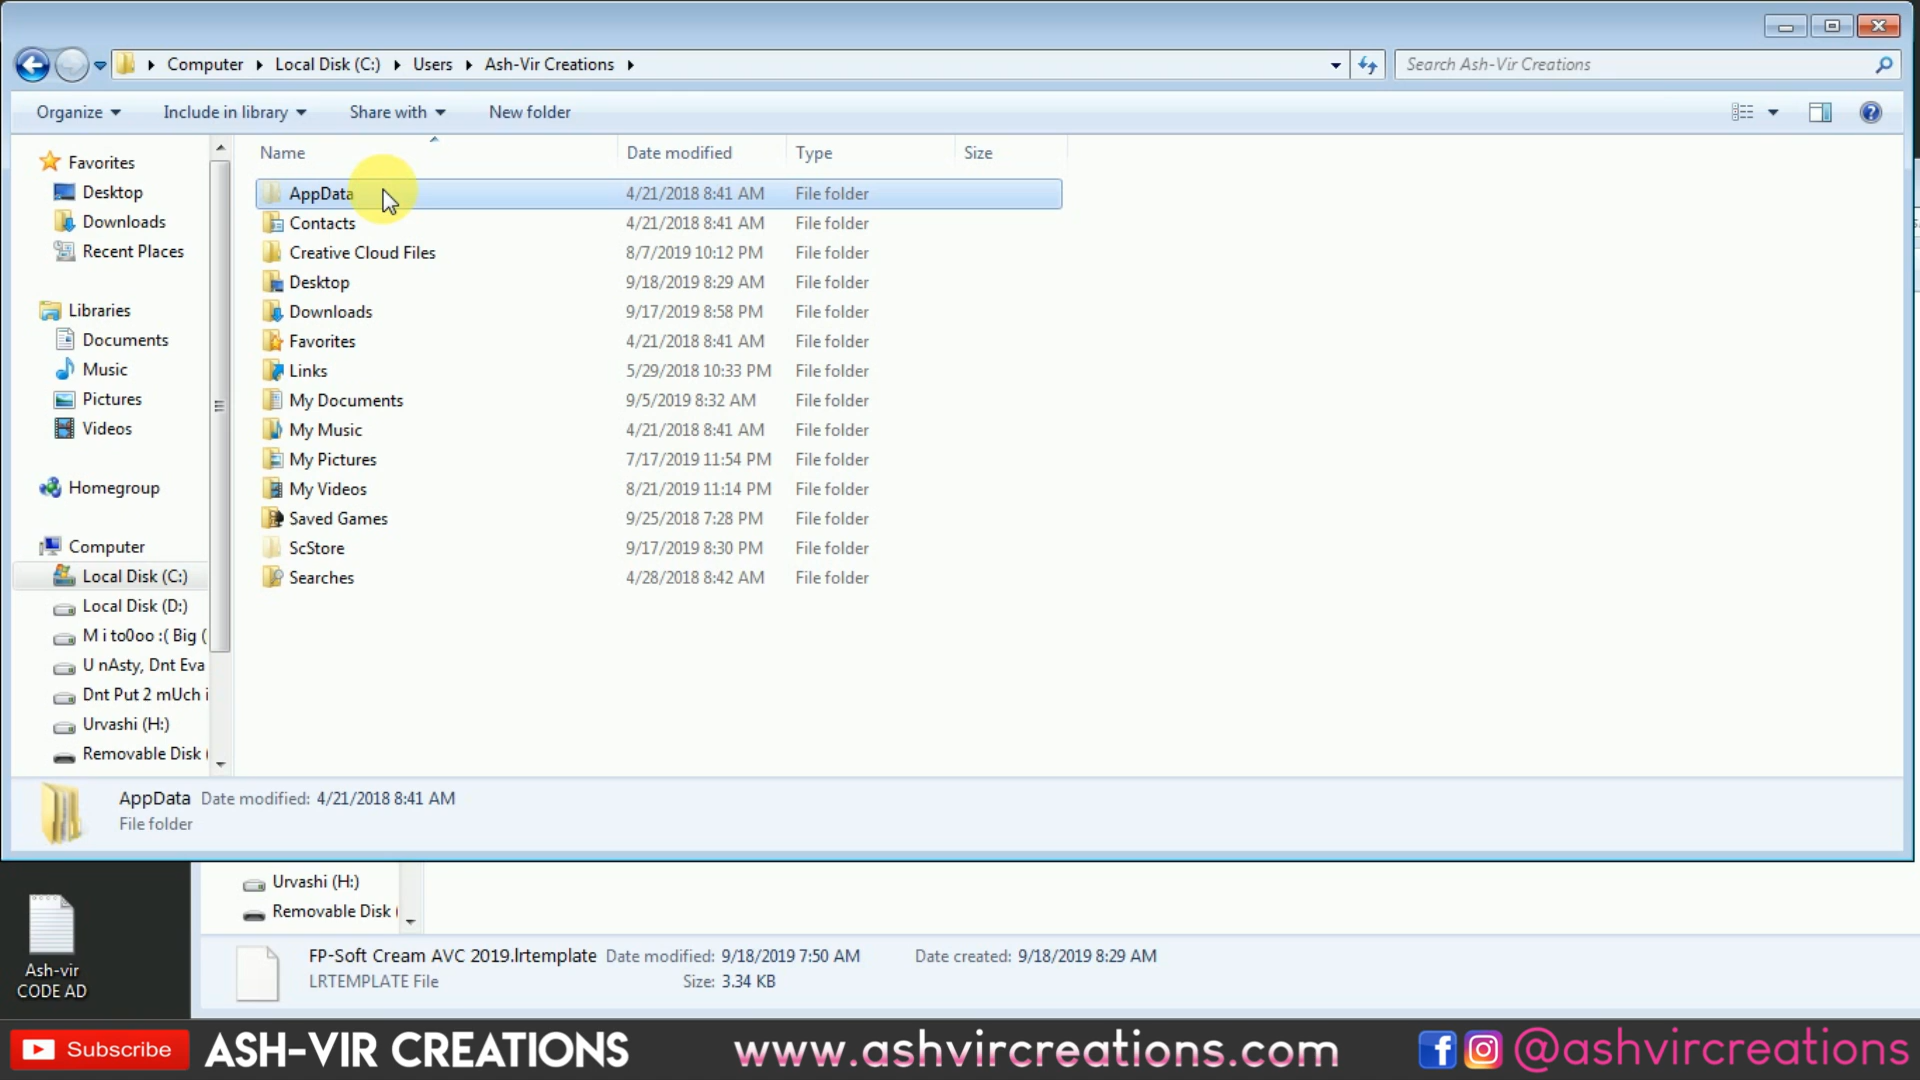 Computer Local Disk (C:) Users Ash-Vir Creations
Search Ash-Vir Creations
Organize Include in library Share with New folder
Favorites
Desktop
Downloads
Recent Places
Libraries
Documents
Music
Pictures
Videos
Homegroup
Computer
Local Disk (C:)
Local Disk (D:)
M i to0oo :( Big (
U nAsty, Dnt Eva
Dnt Put 2 mUch i
Urvashi (H:)
Removable Disk (
Name Date modified Type Size
AppData 4/21/2018 8:41 AM File folder
Contacts 4/21/2018 8:41 AM File folder
Creative Cloud Files 8/7/2019 10:12 PM File folder
Desktop 9/18/2019 8:29 AM File folder
Downloads 9/17/2019 8:58 PM File folder
Favorites 4/21/2018 8:41 AM File folder
Links 5/29/2018 10:33 PM File folder
My Documents 9/5/2019 8:32 AM File folder
My Music 4/21/2018 8:41 AM File folder
My Pictures 7/17/2019 11:54 PM File folder
My Videos 8/21/2019 11:14 PM File folder
Saved Games 9/25/2018 7:28 PM File folder
ScStore 9/17/2019 8:30 PM File folder
Searches 4/28/2018 8:42 AM File folder
AppData Date modified: 4/21/2018 8:41 AM
File folder
Urvashi (H:)
Removable Disk (
FP-Soft Cream AVC 2019.lrtemplate Date modified: 9/18/2019 7:50 AM Date created: 9/18/2019 8:29 AM
LRTEMPLATE File Size: 3.34 KB
Ash-vir
CODE AD
Subscribe ASH-VIR CREATIONS www.ashvircreations.com @ashvircreations